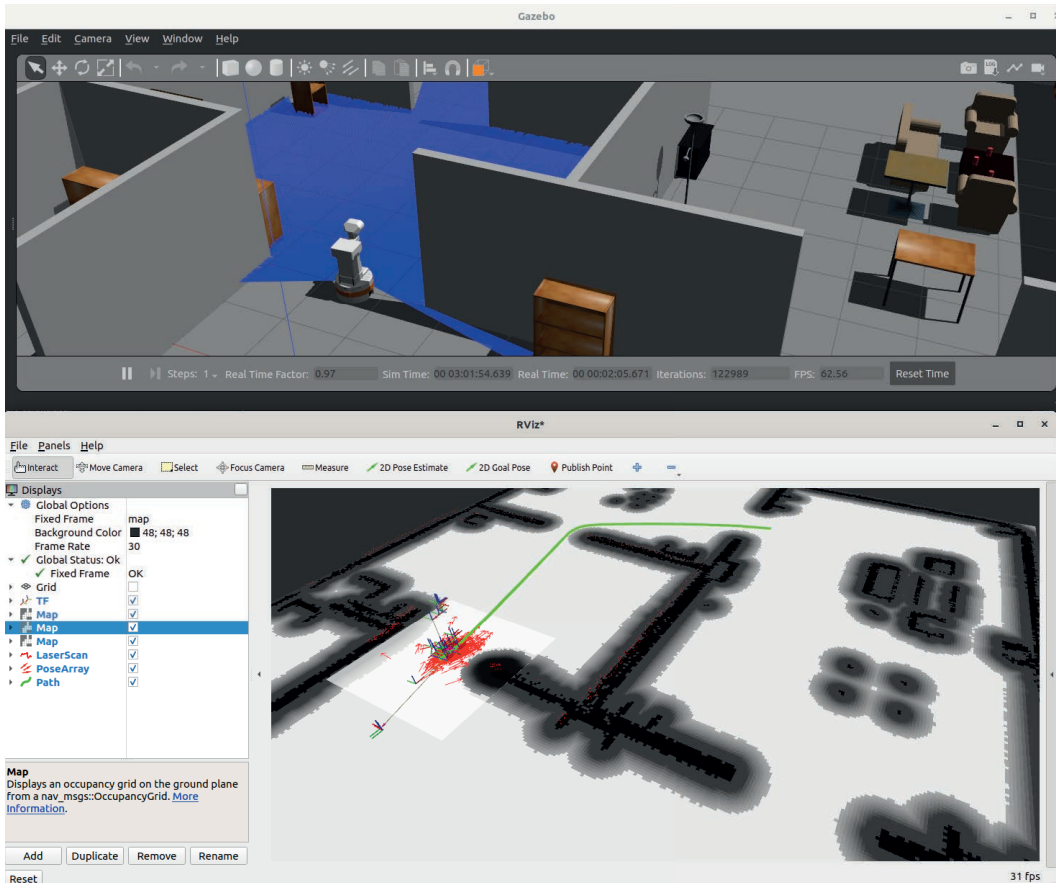 Gazebo
File Edit Camera View Window Help
LOG
Steps: 1 Real Time Factor: 0.97 Sim Time: 00 03:01:54.639 Real Time: 00 00:02:05.671 Iterations: 122989 FPS: 62.56 Reset Time
RViz*
File Panels Help
Interact Move Camera Select Focus Camera Measure 2D Pose Estimate 2D Goal Pose Publish Point
Displays
Global Options
Fixed Frame map
Background Color 48; 48; 48
Frame Rate 30
Global Status: Ok
Fixed Frame OK
Grid
TF
Map
Map
Map
LaserScan
PoseArray
Path
Map
Displays an occupancy grid on the ground plane
from a nav_msgs::OccupancyGrid. More
Information.
Add Duplicate Remove Rename
Reset 31 fps